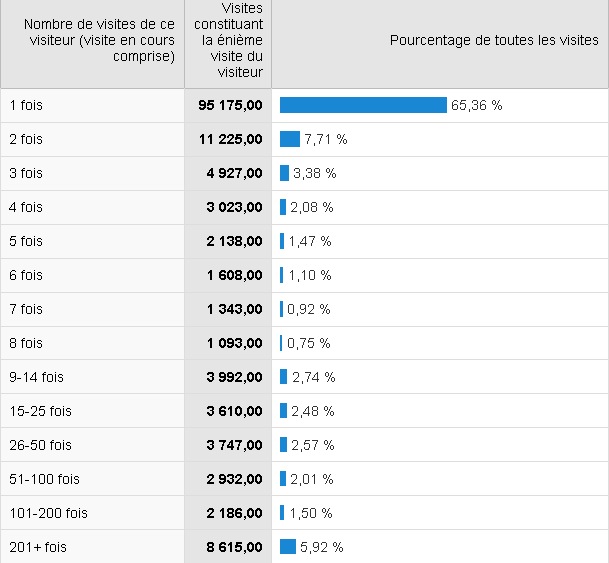 Nombre de visites de ce
visiteur (visite en cours
comprise)
Visites
constituant
la énième
visite du
visiteur
Pourcentage de toutes les visites
1 fois 95 175,00 65,36 %
2 fois 11 225,00 7,71 %
3 fois 4 927,00 3,38 %
4 fois 3 023,00 2,08 %
5 fois 2 138,00 1,47 %
6 fois 1 608,00 1,10 %
7 fois 1 343,00 0,92 %
8 fois 1 093,00 0,75 %
9-14 fois 3 992,00 2,74 %
15-25 fois 3 610,00 2,48 %
26-50 fois 3 747,00 2,57 %
51-100 fois 2 932,00 2,01 %
101-200 fois 2 186,00 1,50 %
201+ fois 8 615,00 5,92 %